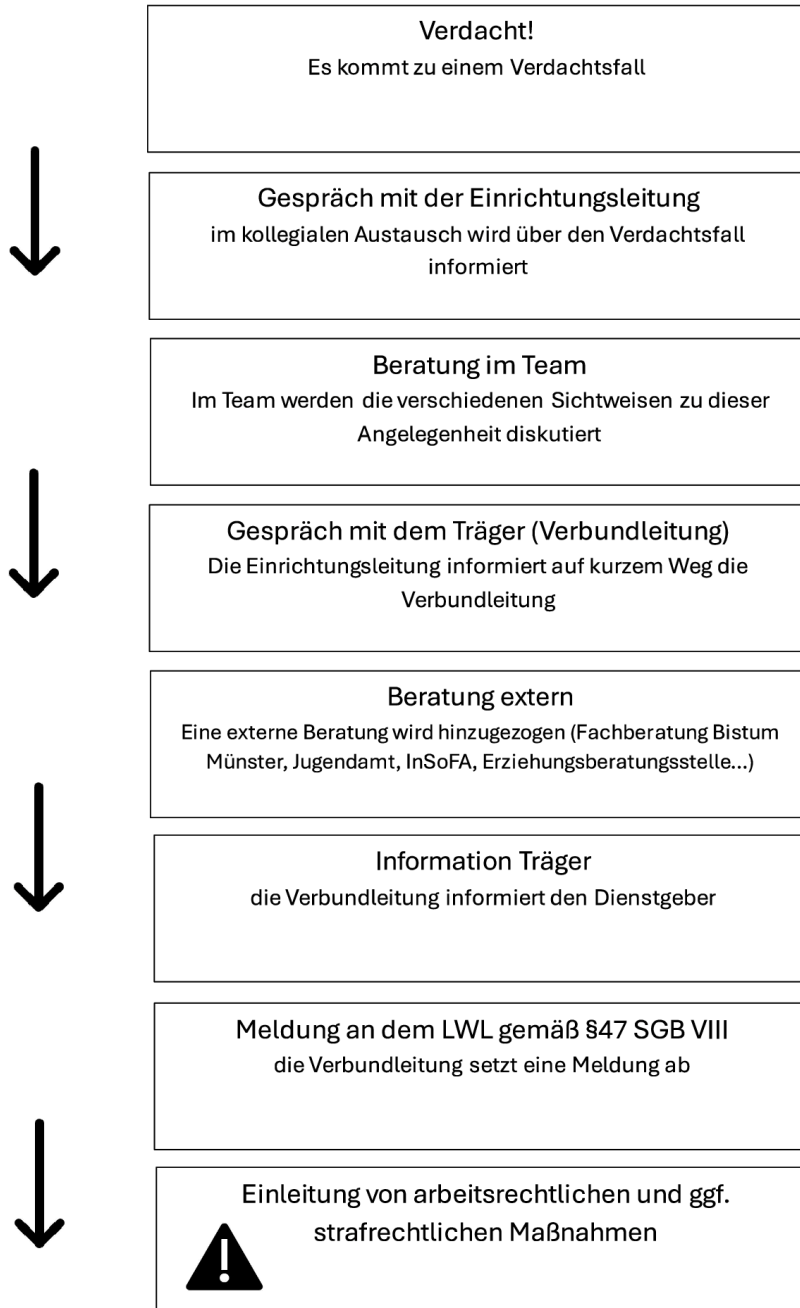 Verdacht!
Es kommt zu einem Verdachtsfall
Gespräch mit der Einrichtungsleitung
im kollegialen Austausch wird über den Verdachtsfall
informiert
Beratung im Team
Im Team werden die verschiedenen Sichtweisen zu dieser
Angelegenheit diskutiert
Gespräch mit dem Träger (Verbundleitung)
Die Einrichtungsleitung informiert auf kurzem Weg die
Verbundleitung
Beratung extern
Eine externe Beratung wird hinzugezogen (Fachberatung Bistum
Münster, Jugendamt, InSoFA, Erziehungsberatungsstelle...)
Information Träger
die Verbundleitung informiert den Dienstgeber
Meldung an dem LWL gemäß §47 SGB VIII
die Verbundleitung setzt eine Meldung ab
Einleitung von arbeitsrechtlichen und ggf.
strafrechtlichen Maßnahmen